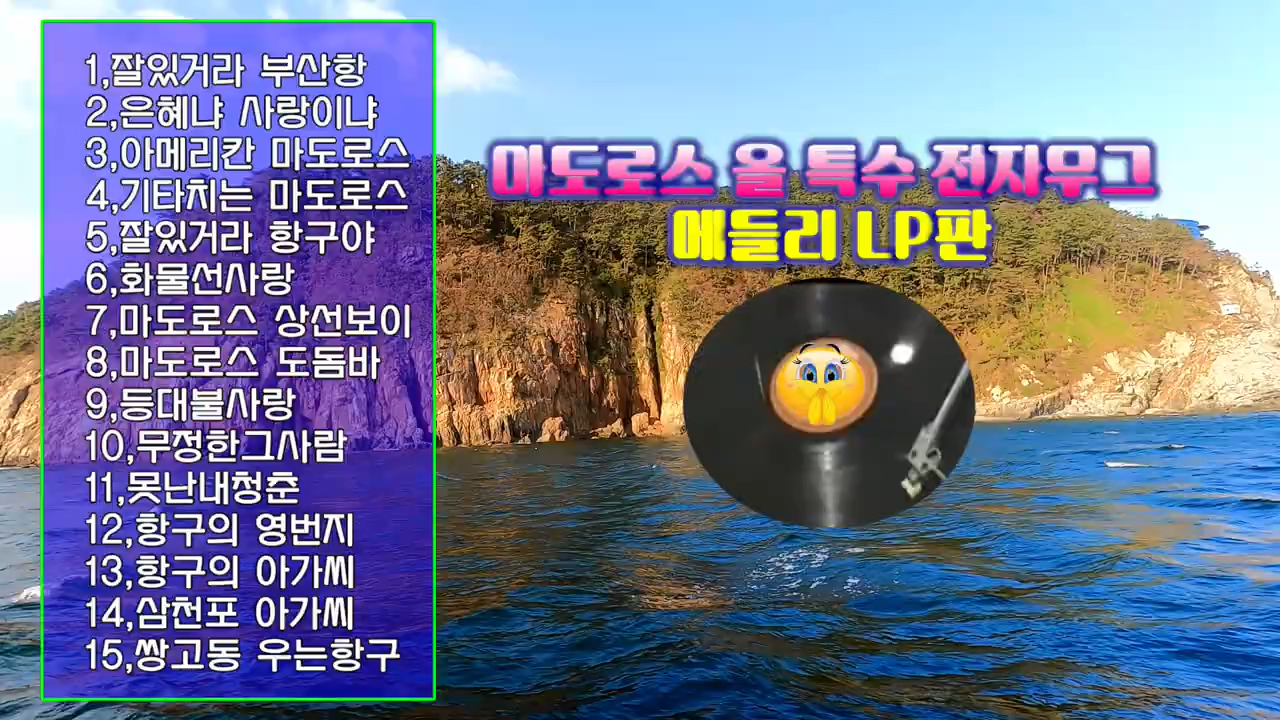 1,잘있거라 부산항
2,은혜냐 사랑이냐
3,아메리칸 마도로스
4,기타치는 마도로스
5,잘있거라 항구야
6,화물선사랑
7,마도로스 상선보이
8,마도로스 도돔바
9,등대불사랑
10,무정한그사람
11,못난내청춘
12,항구의 영번지
13,항구의 아가씨
14,삼천포 아가씨
15,쌍고동 우는항구
마도로스 올 특수 전자무그
메들리 LP판